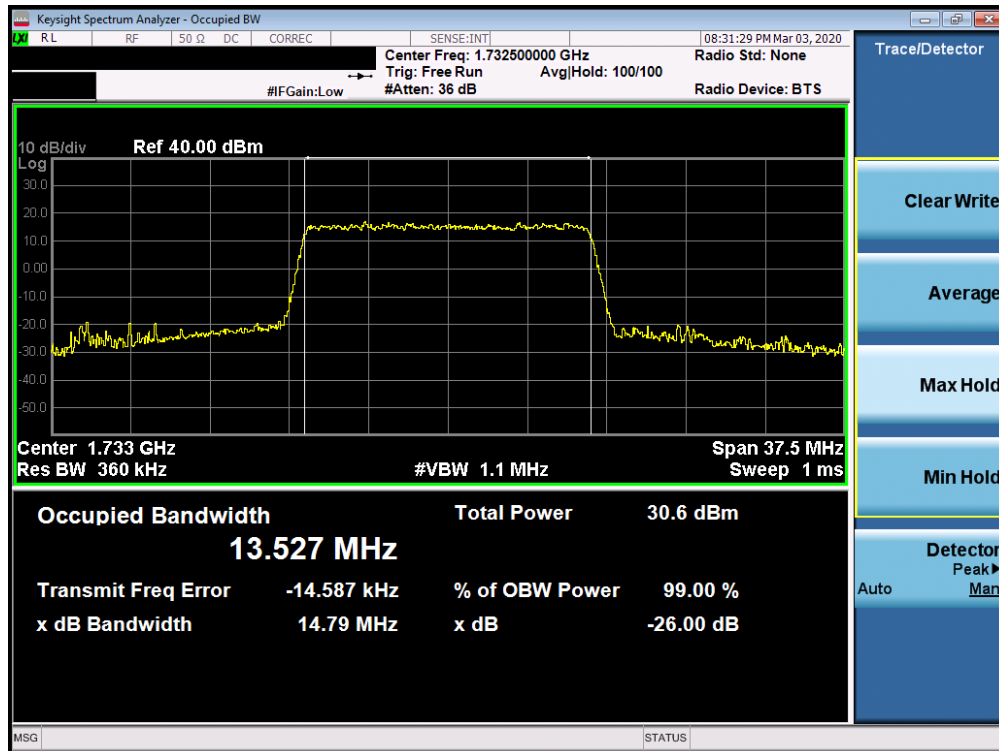 Keysight Spectrum Analyzer - Occupied BW
LXI RL RF 50 Ω DC CORREC SENSE:INT 08:31:29 PM Mar 03, 2020
Center Freq: 1.732500000 GHz Radio Std: None
Trig: Free Run Avg|Hold: 100/100
#IFGain:Low #Atten: 36 dB Radio Device: BTS
10 dB/div Ref 40.00 dBm
Log
30.0
20.0
10.0
0.00
-10.0
-20.0
-30.0
-40.0
-50.0
Center 1.733 GHz Span 37.5 MHz
Res BW 360 kHz #VBW 1.1 MHz Sweep 1 ms
Occupied Bandwidth Total Power 30.6 dBm
13.527 MHz
Transmit Freq Error -14.587 kHz % of OBW Power 99.00 %
x dB Bandwidth 14.79 MHz x dB -26.00 dB
Trace/Detector
Clear Write
Average
Max Hold
Min Hold
Detector
Peak▶
Auto Man
MSG STATUS